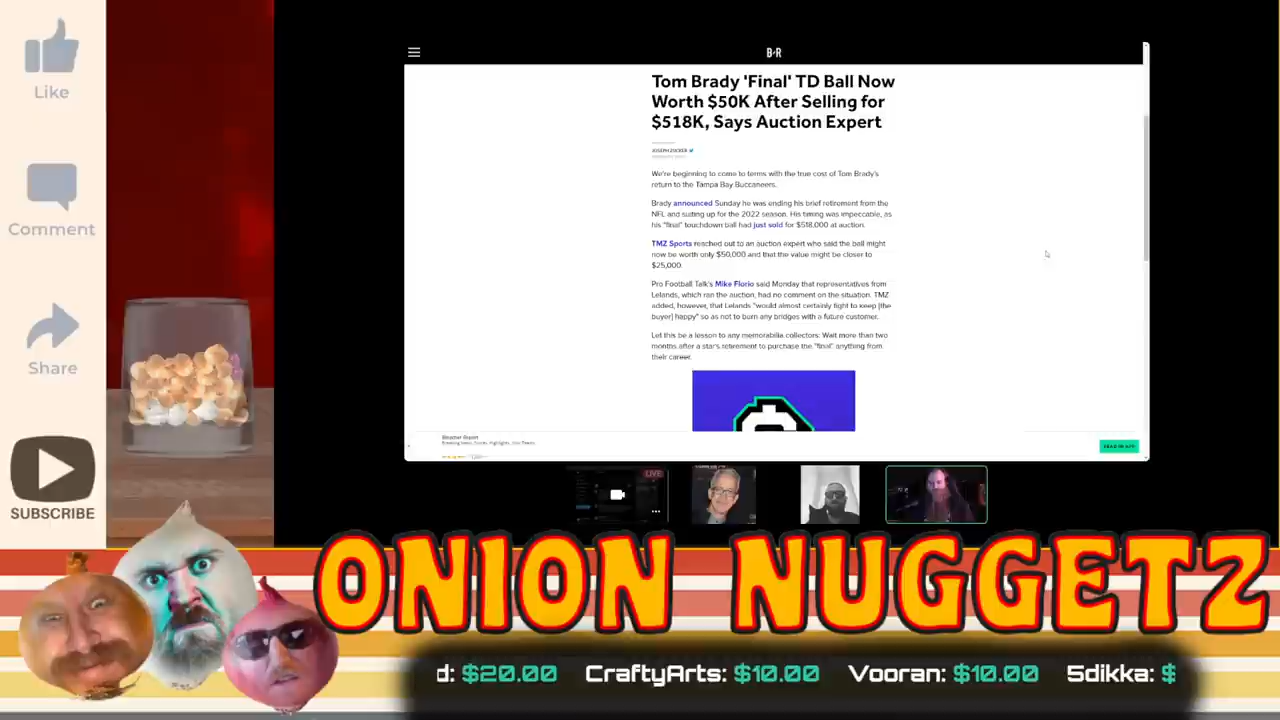 Like
Comment
Share
SUBSCRIBE
B/R
Tom Brady 'Final' TD Ball Now
Worth $50K After Selling for
$518K, Says Auction Expert
JOSEPH ZUCKER
We're beginning to come to terms with the true cost of Tom Brady's
return to the Tampa Bay Buccaneers.
Brady announced Sunday he was ending his brief retirement from the
NFL and suiting up for the 2022 season. His timing was impeccable, as
his "final" touchdown ball had just sold for $518,000 at auction.
TMZ Sports reached out to an auction expert who said the ball might
now be worth only $50,000 and that the value might be closer to
$25,000.
Pro Football Talk's Mike Florio said Monday that representatives from
Lelands, which ran the auction, had no comment on the situation. TMZ
added, however, that Lelands "would almost certainly fight to keep [the
buyer] happy" so as not to burn any bridges with a future customer.
Let this be a lesson to any memorabilia collectors: Wait more than two
months after a star's retirement to purchase the "final" anything from
their career.
Bleacher Report
READ IN APP
LIVE
ONION NUGGETZ
d: $20.00 CraftyArts: $10.00 Vooran: $10.00 5dikka: $